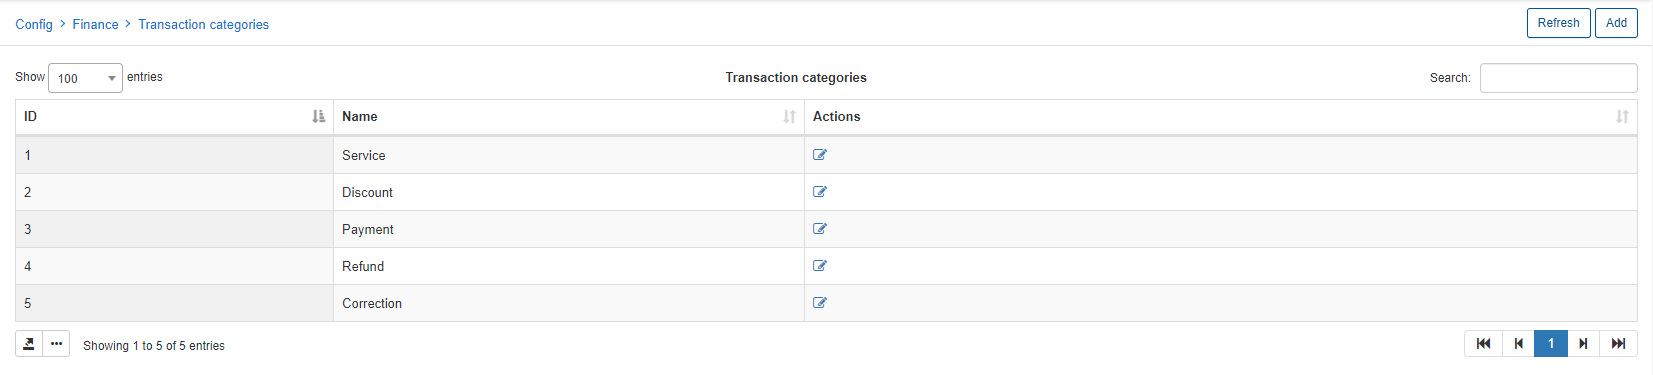 Config > Finance > Transaction categories
Refresh
Add
Show 100 entries
Transaction categories
Search:
ID Name Actions
1 Service
2 Discount
3 Payment
4 Refund
5 Correction
Showing 1 to 5 of 5 entries
1